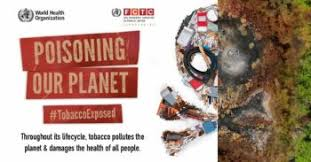 World Health
Organization
FCTC
POISONING
OUR PLANET
#TobaccoExposed
Throughout its lifecycle, tobacco pollutes the
planet & damages the health of all people.